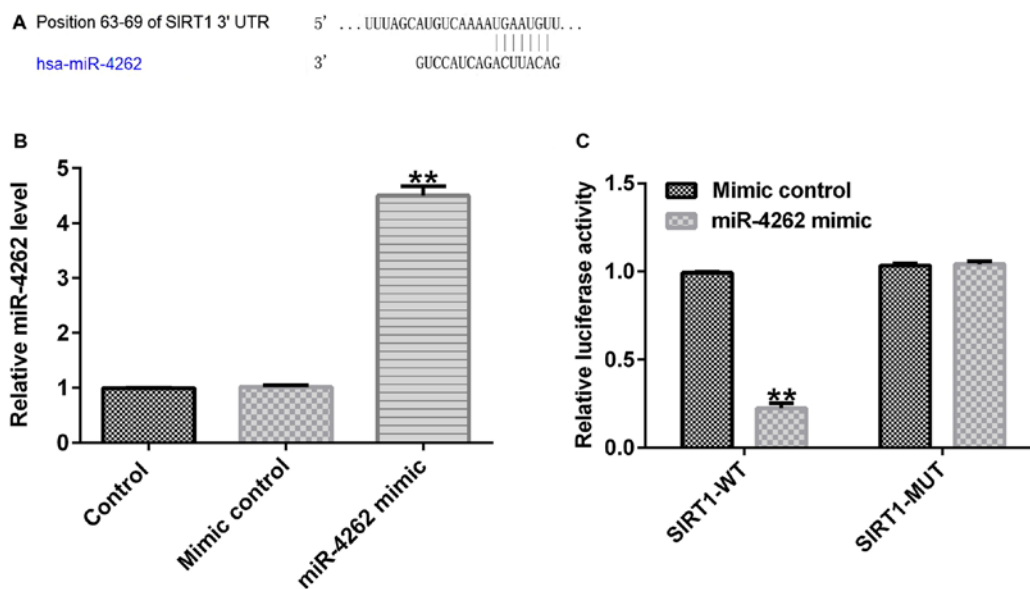 A Position 63-69 of SIRT1 3' UTR 5' ...UUUAGCAUGUCAAAAUGAAUGUU...
hsa-miR-4262 3' GUCCAUCAGACUUACAG
B
Relative miR-4262 level
5
4
3
2
1
0
**
Control
Mimic control
miR-4262 mimic
C
Relative luciferase activity
1.5
1.0
0.5
0.0
Mimic control
miR-4262 mimic
**
SIRT1-WT
SIRT1-MUT